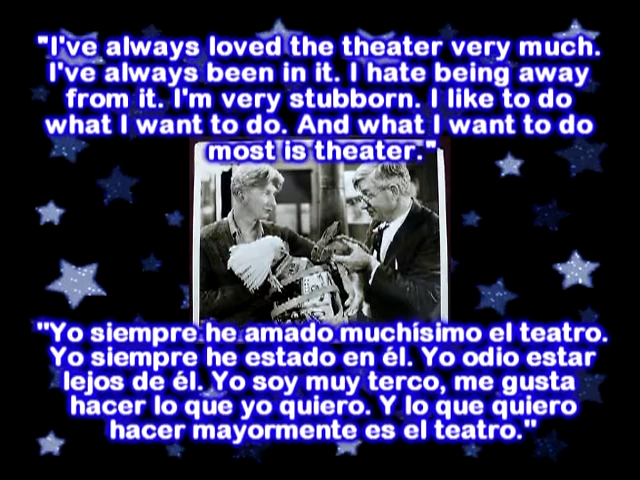 "I've always loved the theater very much.
I've always been in it. I hate being away
from it. I'm very stubborn. I like to do
what I want to do. And what I want to do
most is theater."
"Yo siempre he amado muchísimo el teatro.
Yo siempre he estado en él. Yo odio estar
lejos de él. Yo soy muy terco, me gusta
hacer lo que yo quiero. Y lo que quiero
hacer mayormente es el teatro."